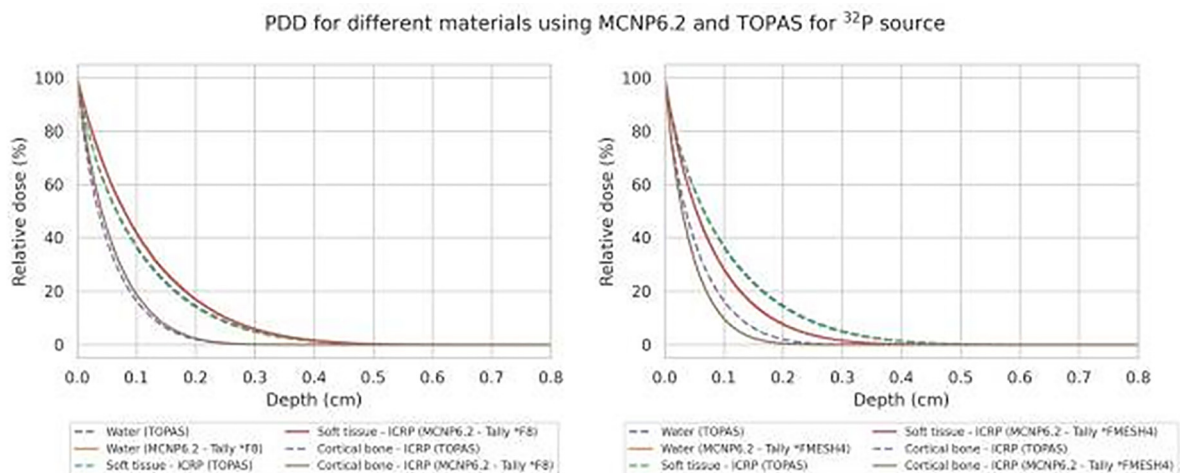 PDD for different materials using MCNP6.2 and TOPAS for ³²P source
Relative dose (%)
100
80
60
40
20
0
0.0 0.1 0.2 0.3 0.4 0.5 0.6 0.7 0.8
Depth (cm)
Water (TOPAS)
Water (MCNP6.2 - Tally *F8)
Soft tissue - ICRP (TOPAS)
Soft tissue - ICRP (MCNP6.2 - Tally *F8)
Cortical bone - ICRP (TOPAS)
Cortical bone - ICRP (MCNP6.2 - Tally *F8)
Relative dose (%)
100
80
60
40
20
0
0.0 0.1 0.2 0.3 0.4 0.5 0.6 0.7 0.8
Depth (cm)
Water (TOPAS)
Water (MCNP6.2 - Tally *FMESH4)
Soft tissue - ICRP (TOPAS)
Soft tissue - ICRP (MCNP6.2 - Tally *FMESH4)
Cortical bone - ICRP (TOPAS)
Cortical bone - ICRP (MCNP6.2 - Tally *FMESH4)